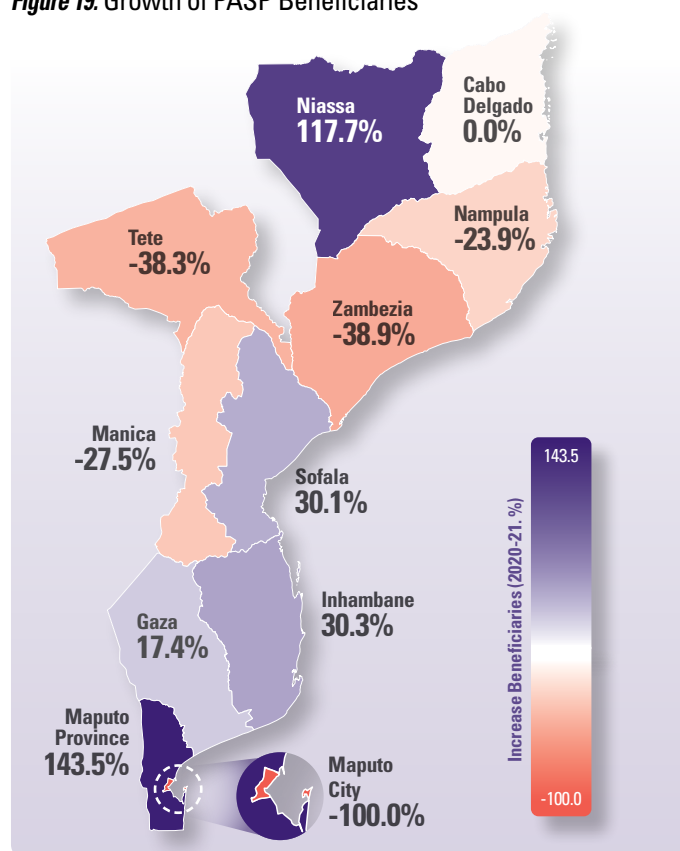 Figure 19. Growth of PASP Beneficiaries
Cabo
Delgado
0.0%
Niassa
117.7%
Nampula
-23.9%
Tete
-38.3%
Zambezia
-38.9%
Manica
-27.5%
Sofala
30.1%
Inhambane
30.3%
Gaza
17.4%
Maputo
Province
143.5%
Maputo
City
-100.0%
143.5
Increase Beneficiaries (2020-21. %)
-100.0